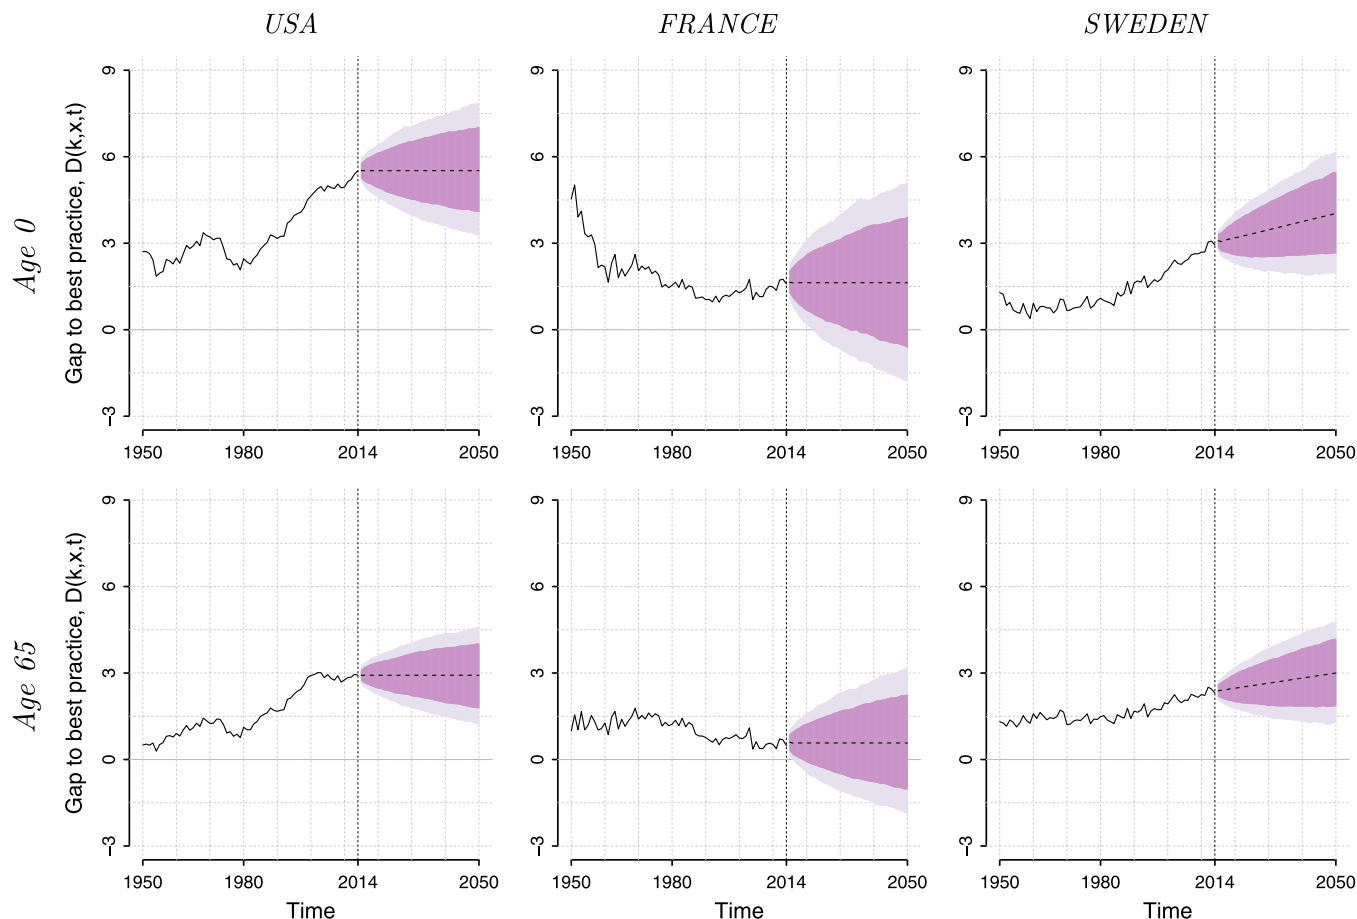 USA FRANCE SWEDEN
Age 0
Gap to best practice, D(k,x,t)
9 9 9
6 6 6
3 3 3
0 0 0
−3 −3 −3
1950 1980 2014 2050 1950 1980 2014 2050 1950 1980 2014 2050
Age 65
Gap to best practice, D(k,x,t)
9 9 9
6 6 6
3 3 3
0 0 0
−3 −3 −3
1950 1980 2014 2050 1950 1980 2014 2050 1950 1980 2014 2050
Time Time Time